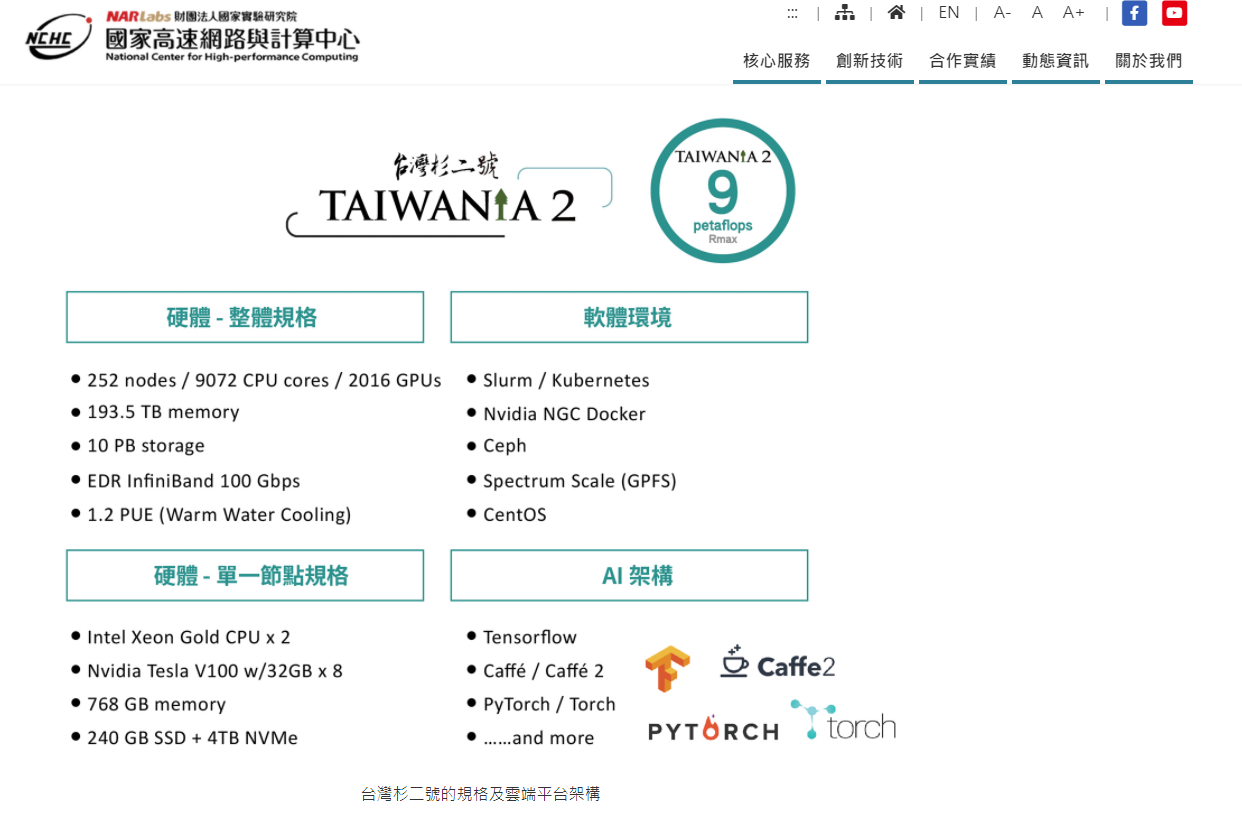 NARLabs 財團法人國家實驗研究院
NCHC 國家高速網路與計算中心
National Center for High-performance Computing
::: | | | EN | A- A A+ |
核心服務 創新技術 合作實績 動態資訊 關於我們
台灣杉二號
TAIWANIA 2
TAIWANIA 2
9
petaflops
Rmax
硬體 - 整體規格
252 nodes / 9072 CPU cores / 2016 GPUs
193.5 TB memory
10 PB storage
EDR InfiniBand 100 Gbps
1.2 PUE (Warm Water Cooling)
軟體環境
Slurm / Kubernetes
Nvidia NGC Docker
Ceph
Spectrum Scale (GPFS)
CentOS
硬體 - 單一節點規格
Intel Xeon Gold CPU x 2
Nvidia Tesla V100 w/32GB x 8
768 GB memory
240 GB SSD + 4TB NVMe
AI 架構
Tensorflow
Caffé / Caffé 2
PyTorch / Torch
……and more
Caffe2
PYTORCH
torch
台灣杉二號的規格及雲端平台架構